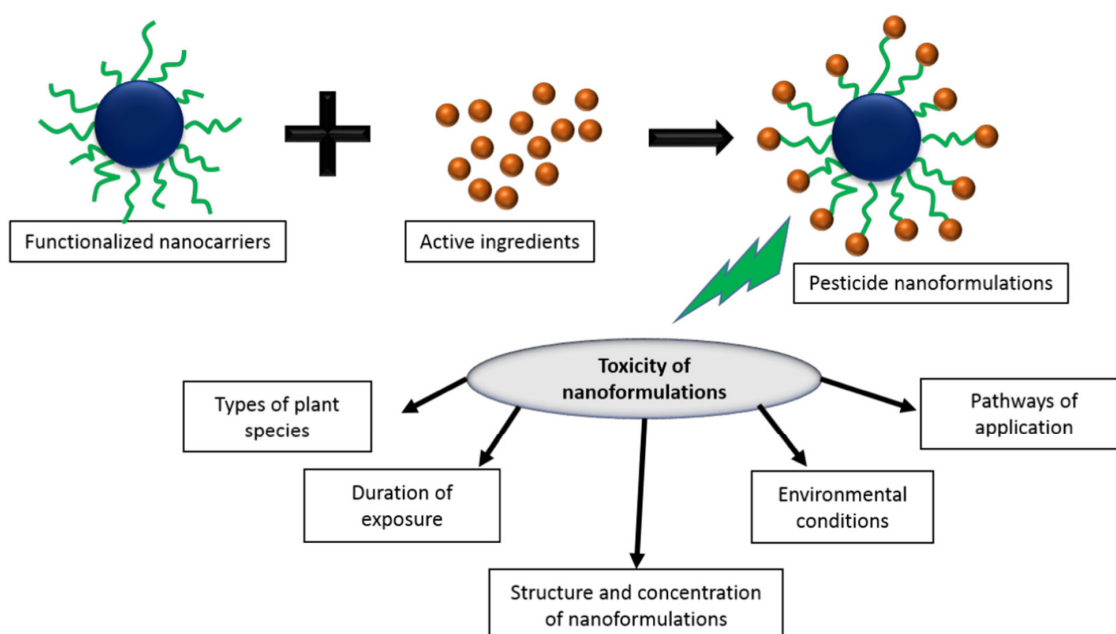 Functionalized nanocarriers
Active ingredients
Pesticide nanoformulations
Toxicity of
nanoformulations
Types of plant
species
Duration of
exposure
Structure and concentration
of nanoformulations
Environmental
conditions
Pathways of
application